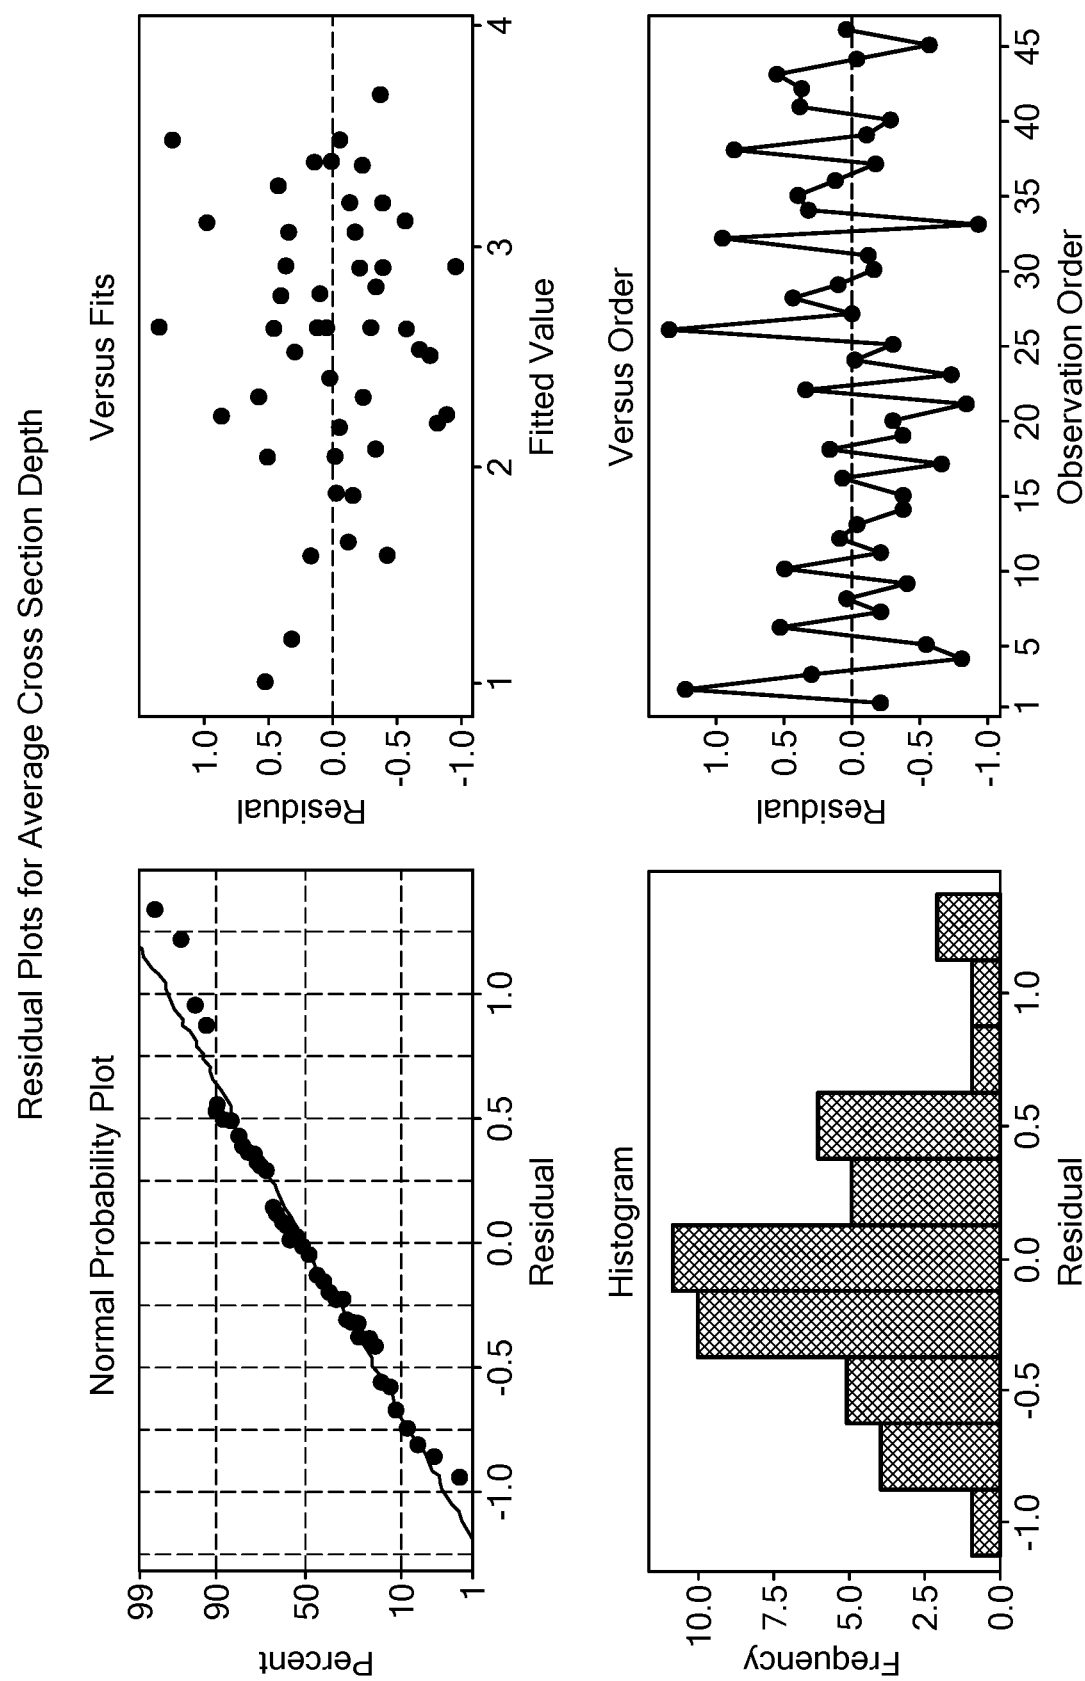 Residual Plots for Average Cross Section Depth
Normal Probability Plot
Percent
99
90
50
10
1
-1.0
-0.5
0.0
0.5
1.0
Residual
Versus Fits
Residual
1.0
0.5
0.0
-0.5
-1.0
1
2
3
4
Fitted Value
Histogram
Frequency
10.0
7.5
5.0
2.5
0.0
-1.0
-0.5
0.0
0.5
1.0
Residual
Versus Order
Residual
1.0
0.5
0.0
-0.5
-1.0
1 5 10 15 20 25 30 35 40 45
Observation Order